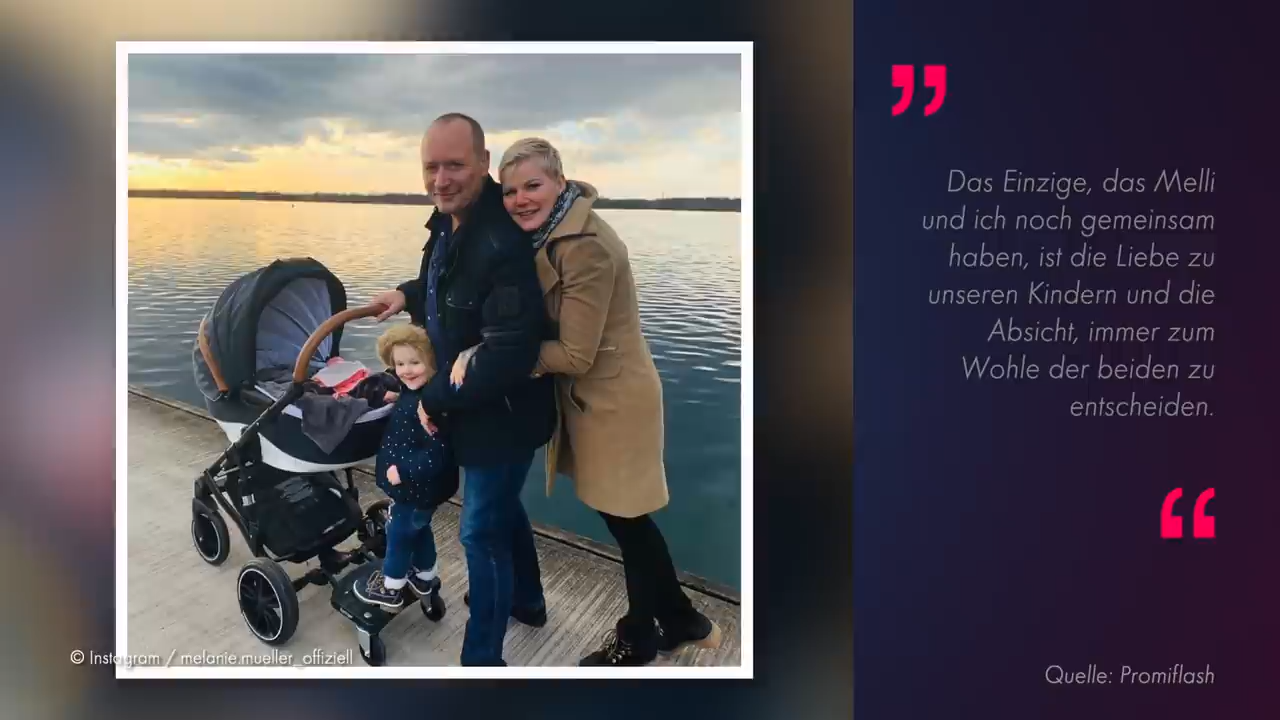 ”
Das Einzige, das Melli
und ich noch gemeinsam
haben, ist die Liebe zu
unseren Kindern und die
Absicht, immer zum
Wohle der beiden zu
entscheiden.
“
© Instagram / melanie.mueller_offiziell
Quelle: Promiflash